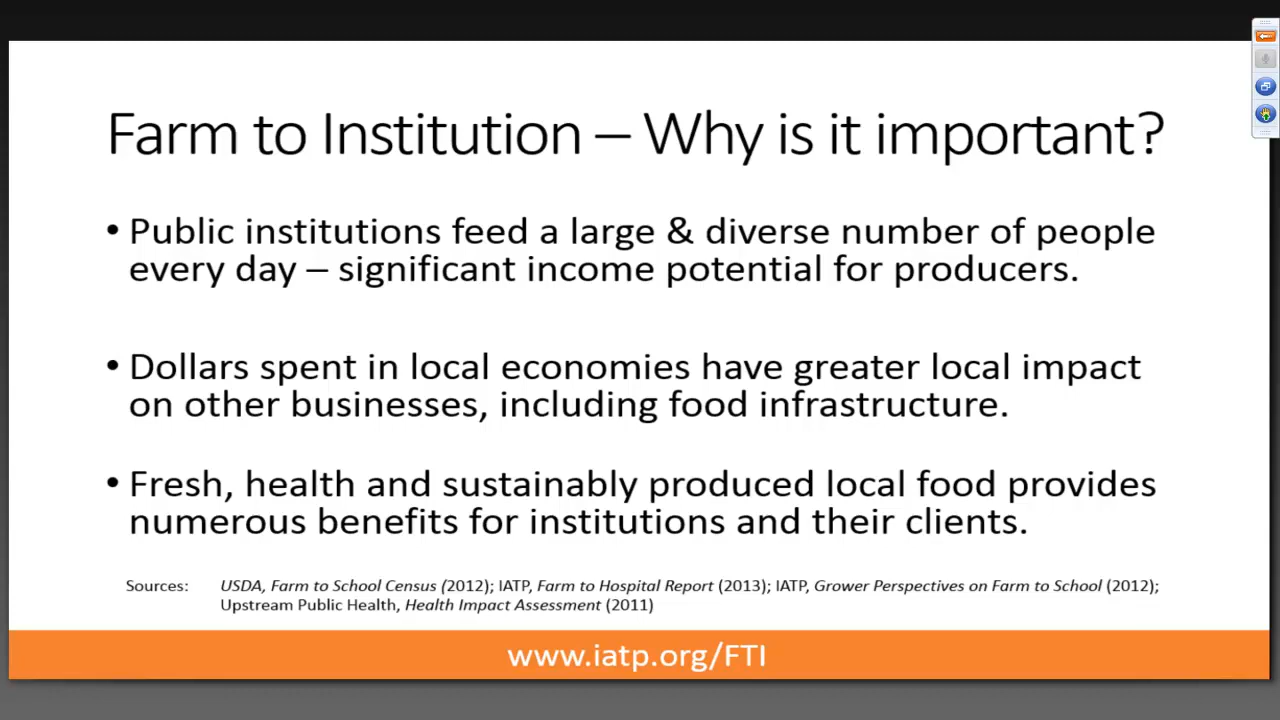 Farm to Institution – Why is it important?
• Public institutions feed a large & diverse number of people
every day – significant income potential for producers.
• Dollars spent in local economies have greater local impact
on other businesses, including food infrastructure.
• Fresh, health and sustainably produced local food provides
numerous benefits for institutions and their clients.
Sources: USDA, Farm to School Census (2012); IATP, Farm to Hospital Report (2013); IATP, Grower Perspectives on Farm to School (2012);
Upstream Public Health, Health Impact Assessment (2011)
www.iatp.org/FTI